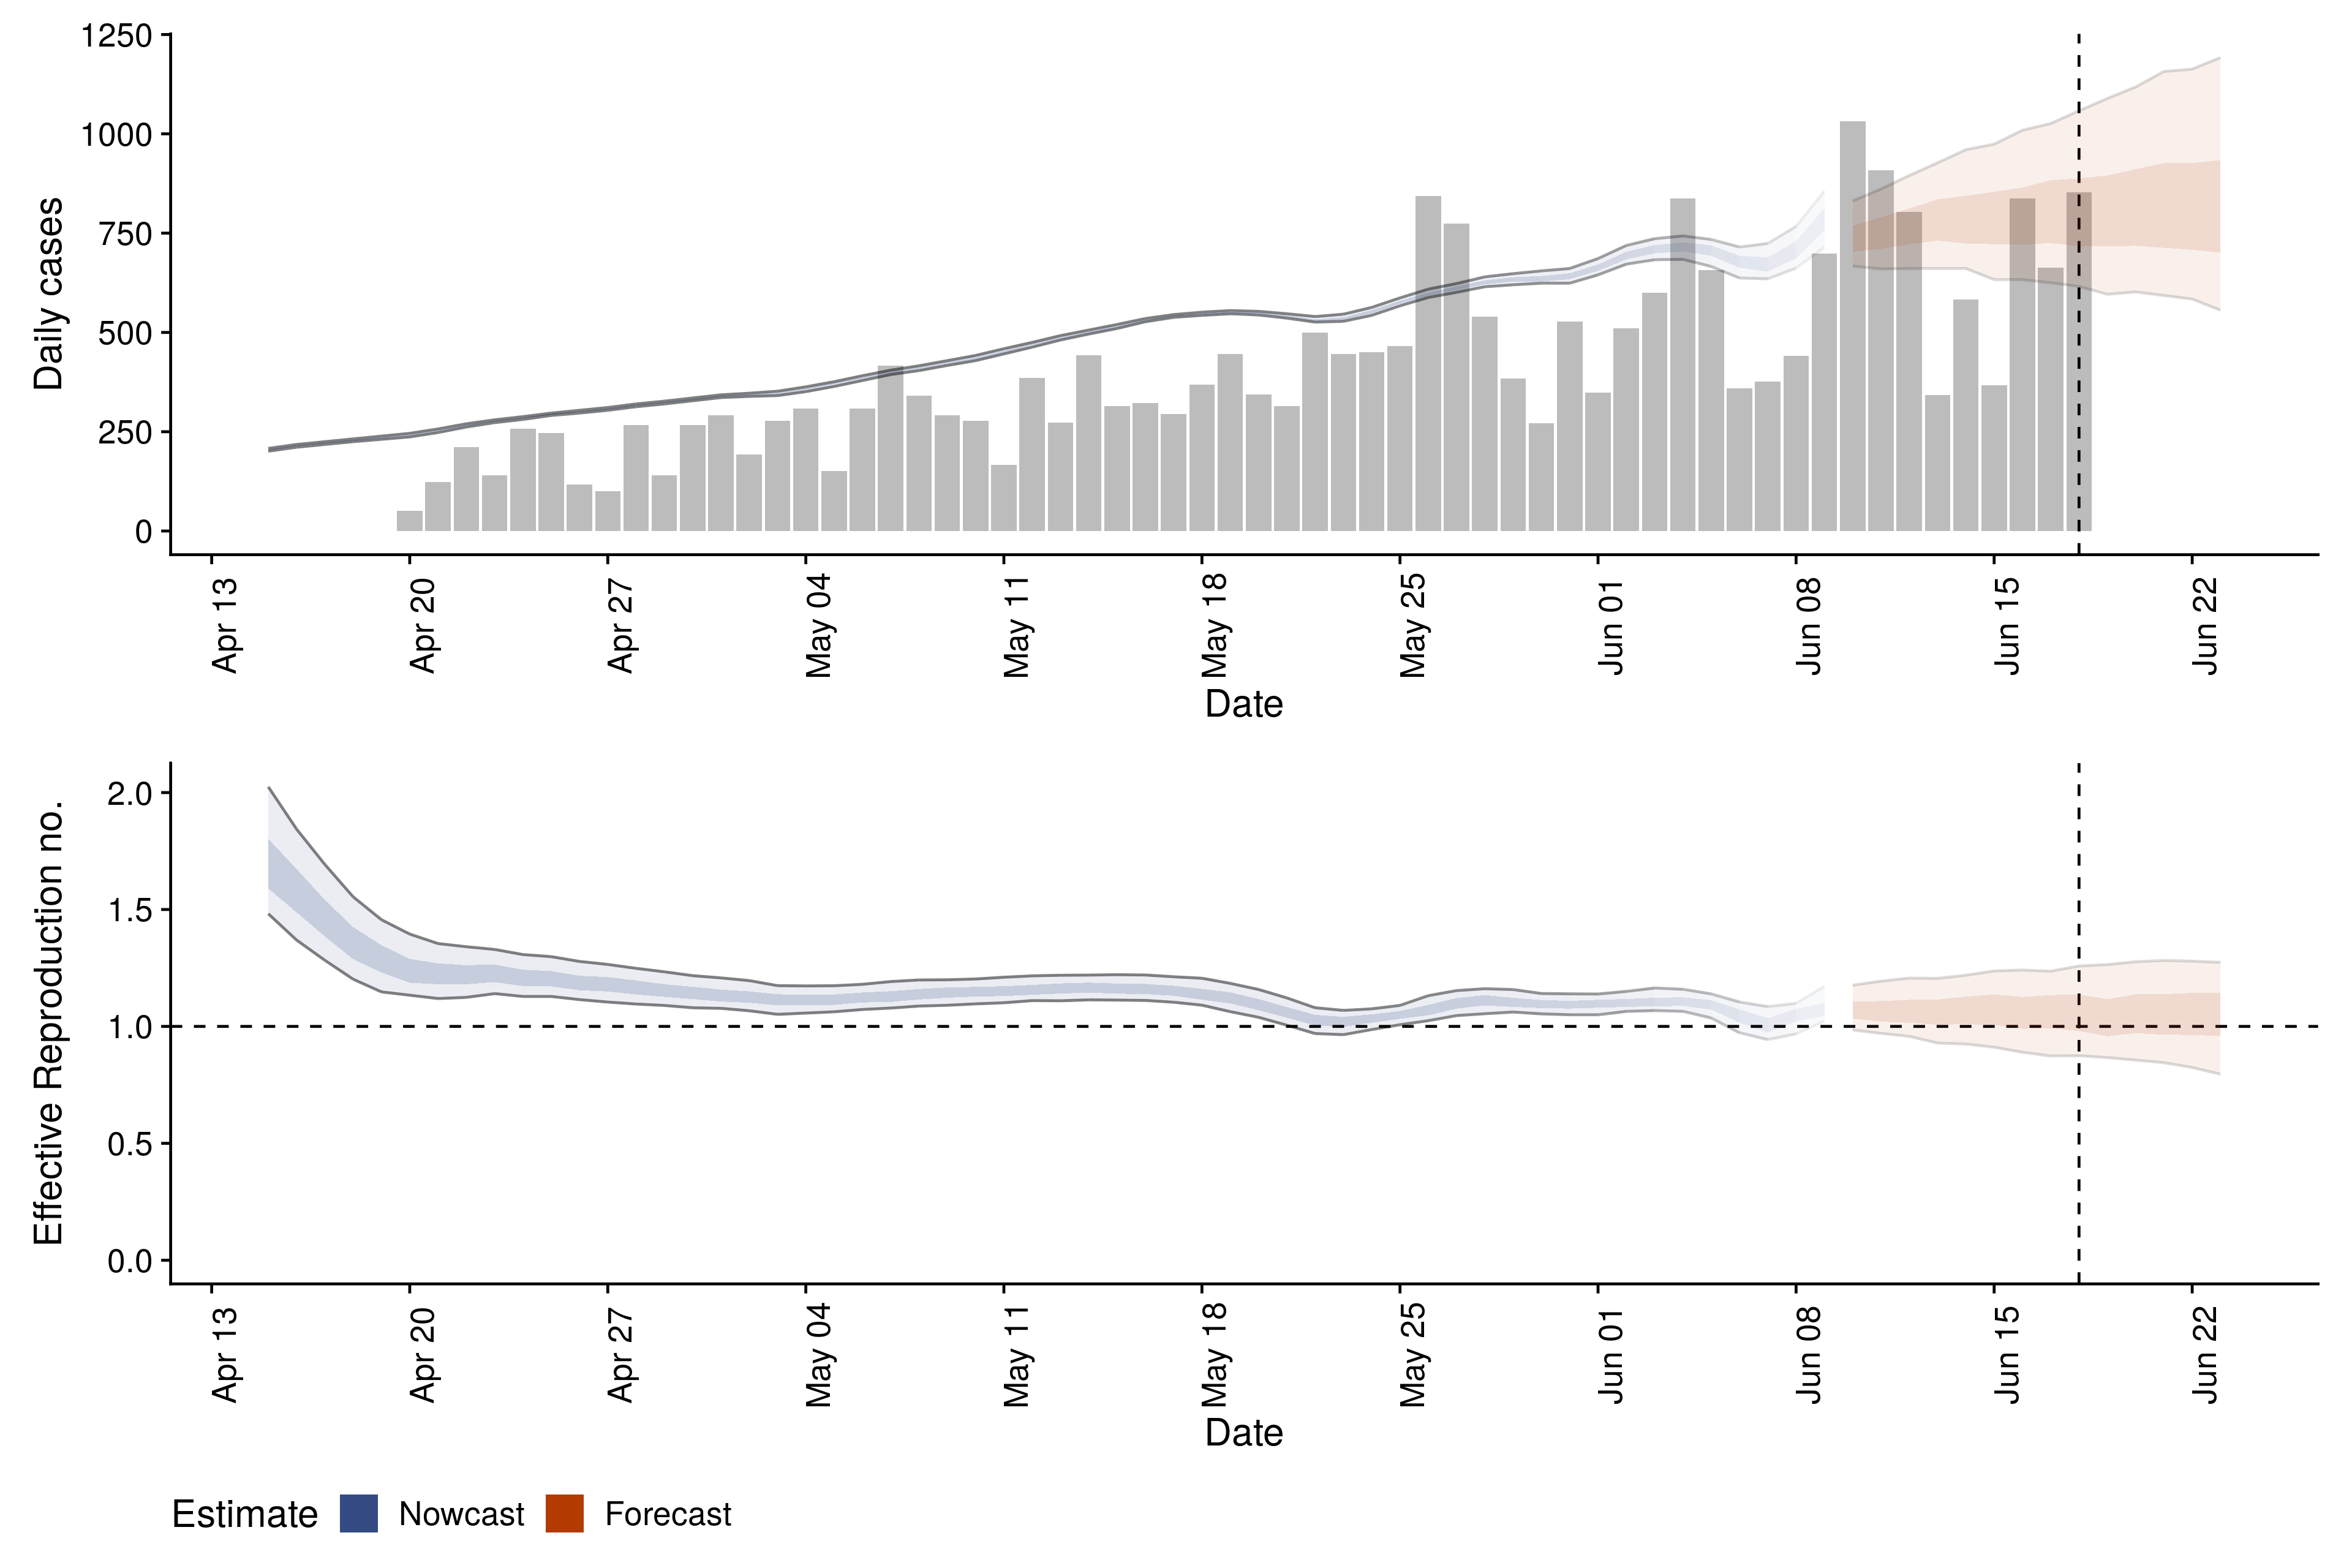 1250
1000
750
500
250
0
Daily cases
Apr 13 Apr 20 Apr 27 May 04 May 11 May 18 May 25 Jun 01 Jun 08 Jun 15 Jun 22
Date
2.0
1.5
1.0
0.5
0.0
Effective Reproduction no.
Apr 13 Apr 20 Apr 27 May 04 May 11 May 18 May 25 Jun 01 Jun 08 Jun 15 Jun 22
Date
Estimate Nowcast Forecast